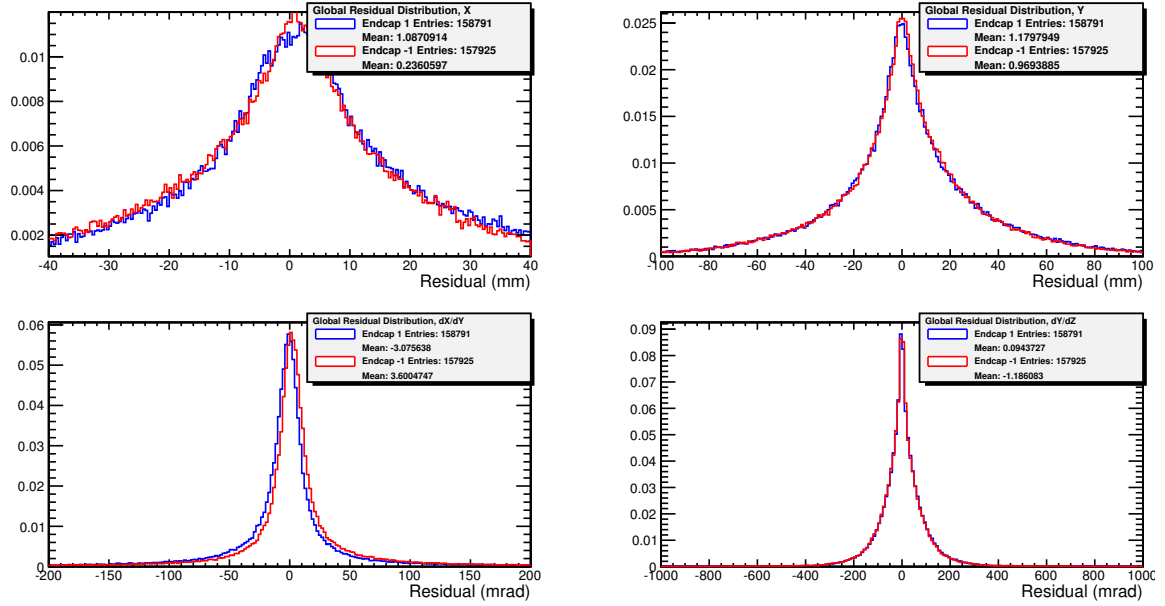 Global Residual Distribution, X
Endcap 1 Entries: 158791
Mean: 1.0870914
Endcap -1 Entries: 157925
Mean: 0.2360597
0.01
0.008
0.006
0.004
0.002
-40 -30 -20 -10 0 10 20 30 40
Residual (mm)
Global Residual Distribution, Y
Endcap 1 Entries: 158791
Mean: 1.1797949
Endcap -1 Entries: 157925
Mean: 0.9693885
0.025
0.02
0.015
0.01
0.005
0
-100 -80 -60 -40 -20 0 20 40 60 80 100
Residual (mm)
Global Residual Distribution, dX/dY
Endcap 1 Entries: 158791
Mean: -3.075638
Endcap -1 Entries: 157925
Mean: 3.6004747
0.06
0.05
0.04
0.03
0.02
0.01
0
-200 -150 -100 -50 0 50 100 150 200
Residual (mrad)
Global Residual Distribution, dY/dZ
Endcap 1 Entries: 158791
Mean: 0.0943727
Endcap -1 Entries: 157925
Mean: -1.186083
0.09
0.08
0.07
0.06
0.05
0.04
0.03
0.02
0.01
0
-1000 -800 -600 -400 -200 0 200 400 600 800 1000
Residual (mrad)